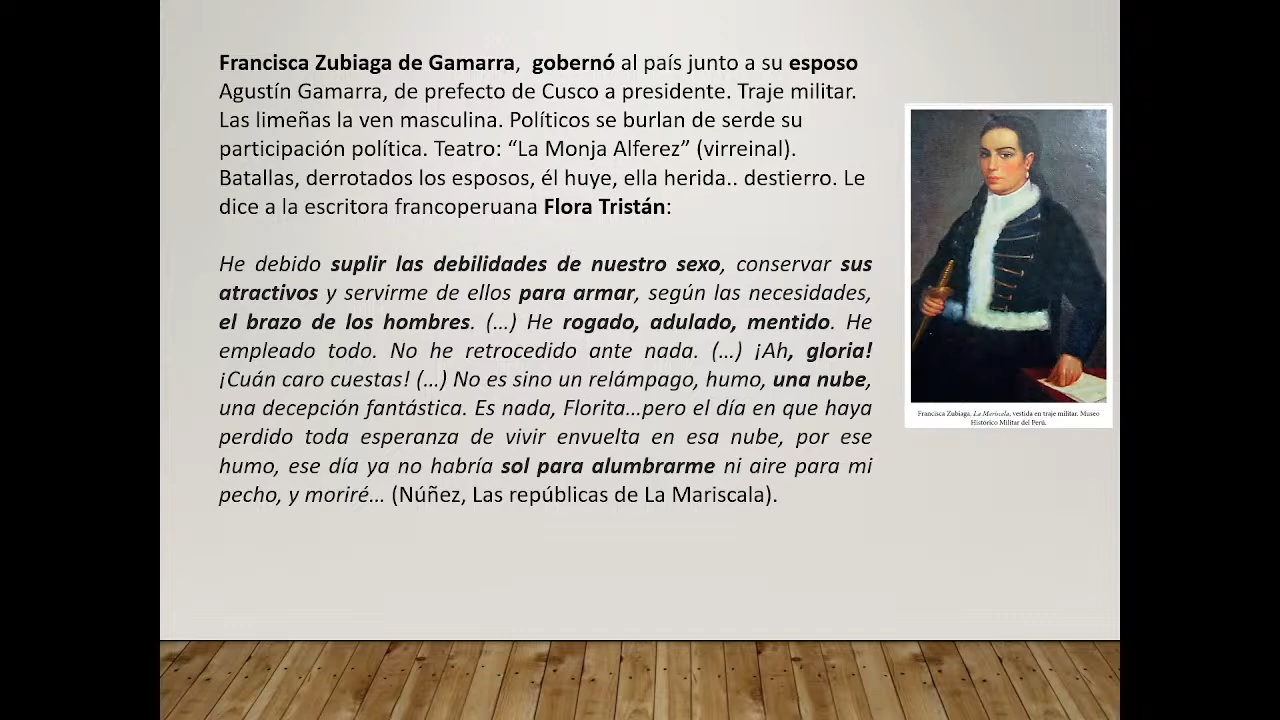 Francisca Zubiaga de Gamarra, gobernó al país junto a su esposo
Agustín Gamarra, de prefecto de Cusco a presidente. Traje militar.
Las limeñas la ven masculina. Políticos se burlan de serde su
participación política. Teatro: “La Monja Alferez” (virreinal).
Batallas, derrotados los esposos, él huye, ella herida.. destierro. Le
dice a la escritora francoperuana Flora Tristán:
He debido suplir las debilidades de nuestro sexo, conservar sus
atractivos y servirme de ellos para armar, según las necesidades,
el brazo de los hombres. (…) He rogado, adulado, mentido. He
empleado todo. No he retrocedido ante nada. (…) ¡Ah, gloria!
¡Cuán caro cuestas! (…) No es sino un relámpago, humo, una nube,
una decepción fantástica. Es nada, Florita…pero el día en que haya
perdido toda esperanza de vivir envuelta en esa nube, por ese
humo, ese día ya no habría sol para alumbrarme ni aire para mi
pecho, y moriré… (Núñez, Las repúblicas de La Mariscala).
Francisca Zubiaga, La Mariscala, vestida en traje militar. Museo
Histórico Militar del Perú.